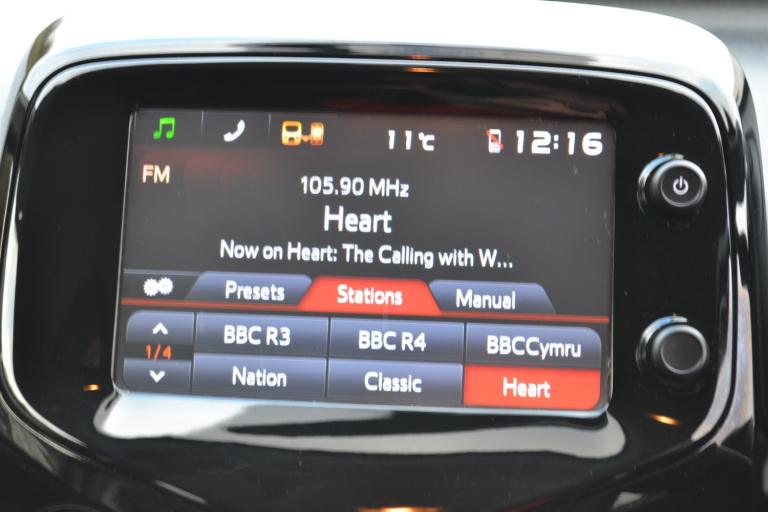 11°C
12:16
FM
105.90 MHz
Heart
Now on Heart: The Calling with W...
Presets Stations Manual
BBC R3 BBC R4 BBCCymru
1/4
Nation Classic Heart